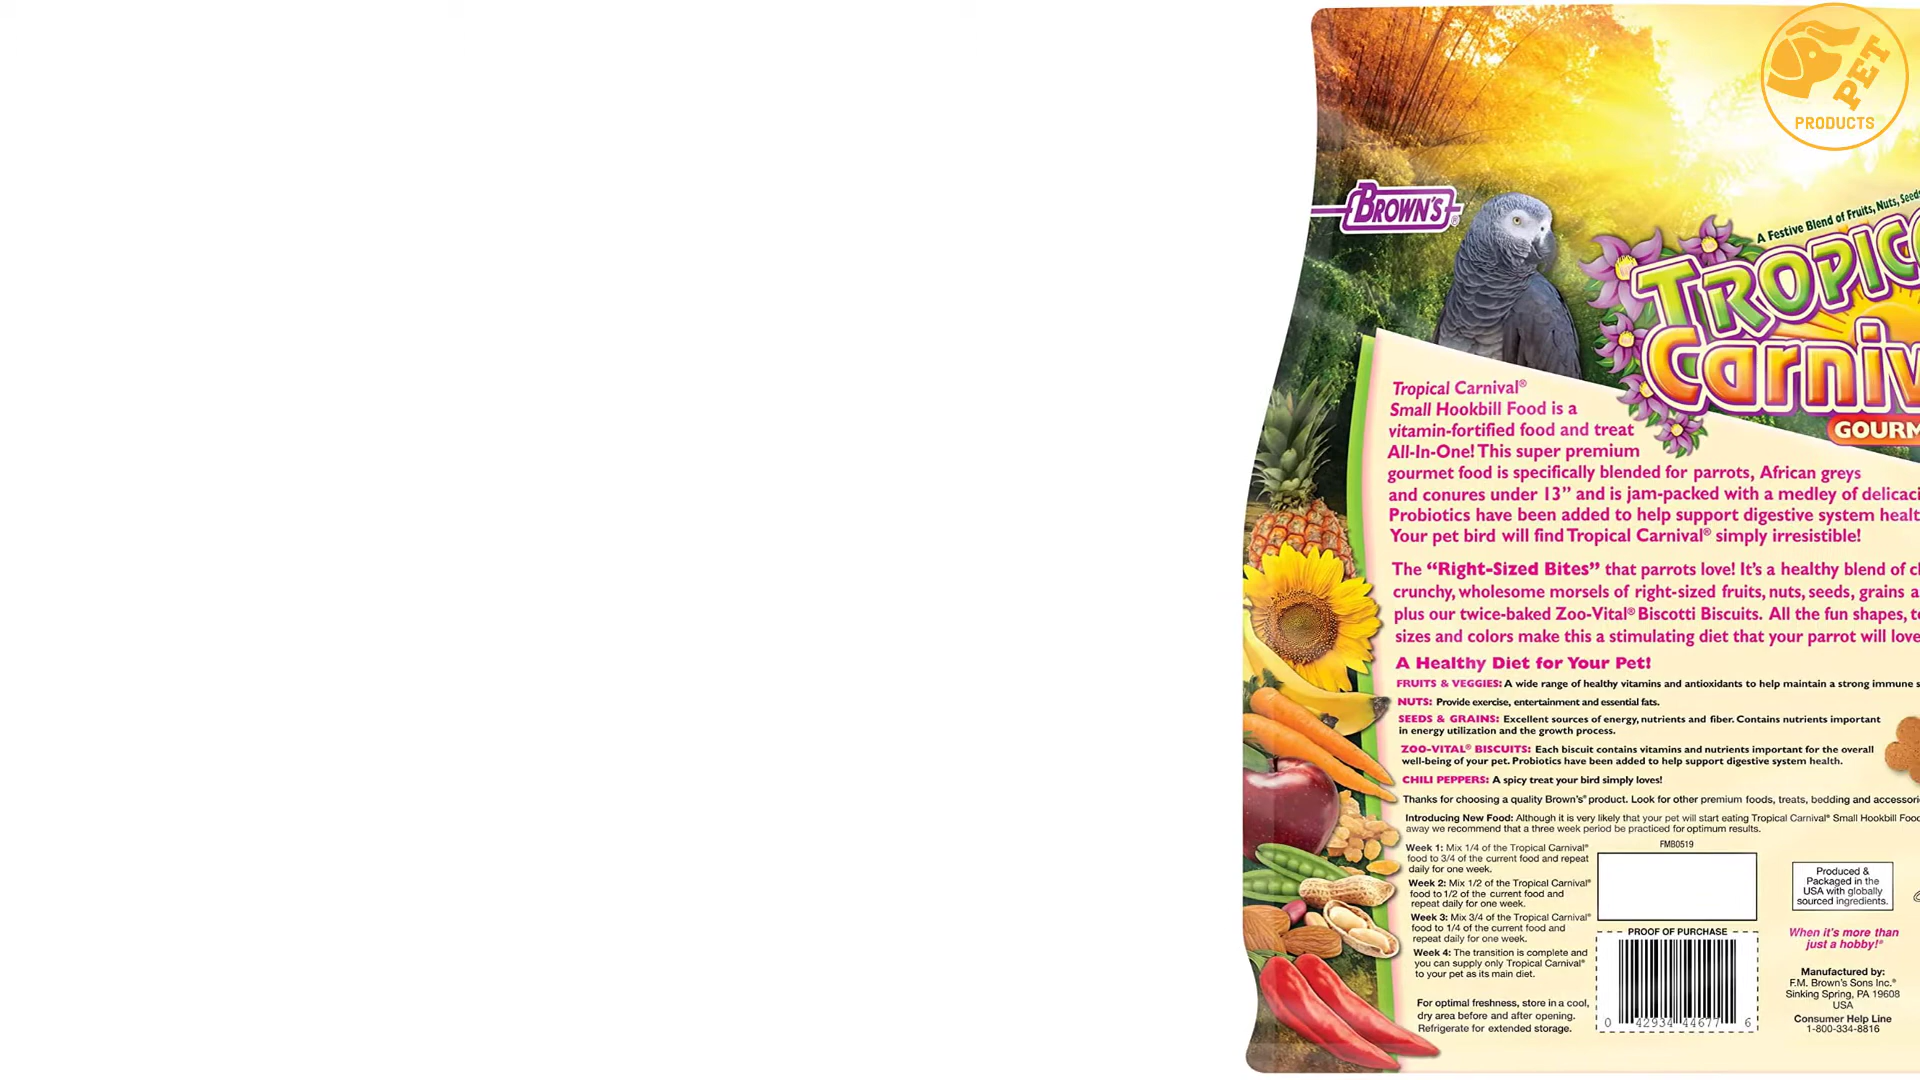 PET
PRODUCTS
BROWN'S®
A Festive Blend of Fruits, Nuts, Seeds
TROPIC
Carniv
GOURM
Tropical Carnival®
Small Hookbill Food is a
vitamin-fortified food and treat
All-In-One! This super premium
gourmet food is specifically blended for parrots, African greys
and conures under 13” and is jam-packed with a medley of delicaci
Probiotics have been added to help support digestive system healt
Your pet bird will find Tropical Carnival® simply irresistible!
The “Right-Sized Bites” that parrots love! It’s a healthy blend of c
crunchy, wholesome morsels of right-sized fruits, nuts, seeds, grains a
plus our twice-baked Zoo-Vital® Biscotti Biscuits. All the fun shapes, t
sizes and colors make this a stimulating diet that your parrot will love
A Healthy Diet for Your Pet!
FRUITS & VEGGIES: A wide range of healthy vitamins and antioxidants to help maintain a strong immune s
NUTS: Provide exercise, entertainment and essential fats.
SEEDS & GRAINS: Excellent sources of energy, nutrients and fiber. Contains nutrients important
in energy utilization and the growth process.
ZOO-VITAL® BISCUITS: Each biscuit contains vitamins and nutrients important for the overall
well-being of your pet. Probiotics have been added to help support digestive system health.
CHILI PEPPERS: A spicy treat your bird simply loves!
Thanks for choosing a quality Brown's® product. Look for other premium foods, treats, bedding and accessori
Introducing New Food: Although it is very likely that your pet will start eating Tropical Carnival® Small Hookbill Food
away we recommend that a three week period be practiced for optimum results.
FMB0519
Week 1: Mix 1/4 of the Tropical Carnival®
food to 3/4 of the current food and repeat
daily for one week.
Week 2: Mix 1/2 of the Tropical Carnival®
food to 1/2 of the current food and
repeat daily for one week.
Week 3: Mix 3/4 of the Tropical Carnival®
food to 1/4 of the current food and
repeat daily for one week.
Week 4: The transition is complete and
you can supply only Tropical Carnival®
to your pet as its main diet.
For optimal freshness, store in a cool,
dry area before and after opening.
Refrigerate for extended storage.
PROOF OF PURCHASE
0 42934 44677 6
Produced &
Packaged in the
USA with globally
sourced ingredients.
When it's more than
just a hobby!®
Manufactured by:
F.M. Brown's Sons Inc.®
Sinking Spring, PA 19608
USA
Consumer Help Line
1-800-334-8816